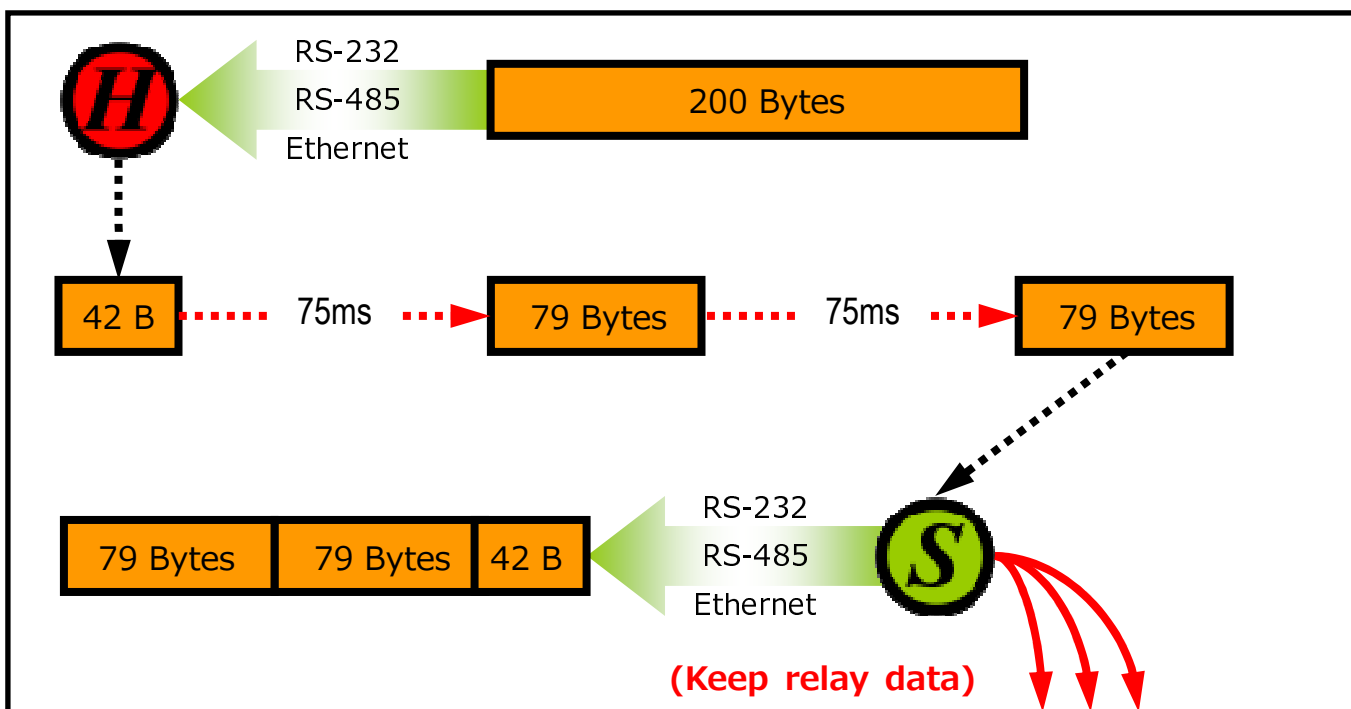 H
RS-232
RS-485
Ethernet
200 Bytes
42 B
75ms
79 Bytes
75ms
79 Bytes
79 Bytes
79 Bytes
42 B
RS-232
RS-485
Ethernet
S
(Keep relay data)